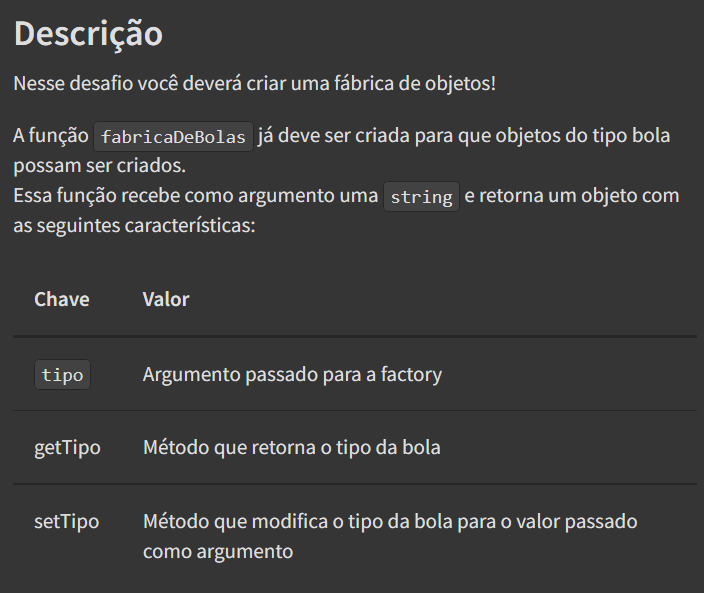 Descrição
Nesse desafio você deverá criar uma fábrica de objetos!
A função fabricaDeBolas já deve ser criada para que objetos do tipo bola
possam ser criados.
Essa função recebe como argumento uma string e retorna um objeto com
as seguintes características:
Chave Valor
tipo Argumento passado para a factory
getTipo Método que retorna o tipo da bola
setTipo Método que modifica o tipo da bola para o valor passado
como argumento